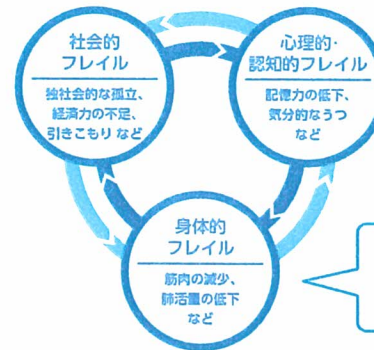 社会的
フレイル
独社会的な孤立、
経済力の不足、
引きこもり など
心理的・
認知的フレイル
記憶力の低下、
気分的なうつ
など
身体的
フレイル
筋肉の減少、
肺活量の低下
など